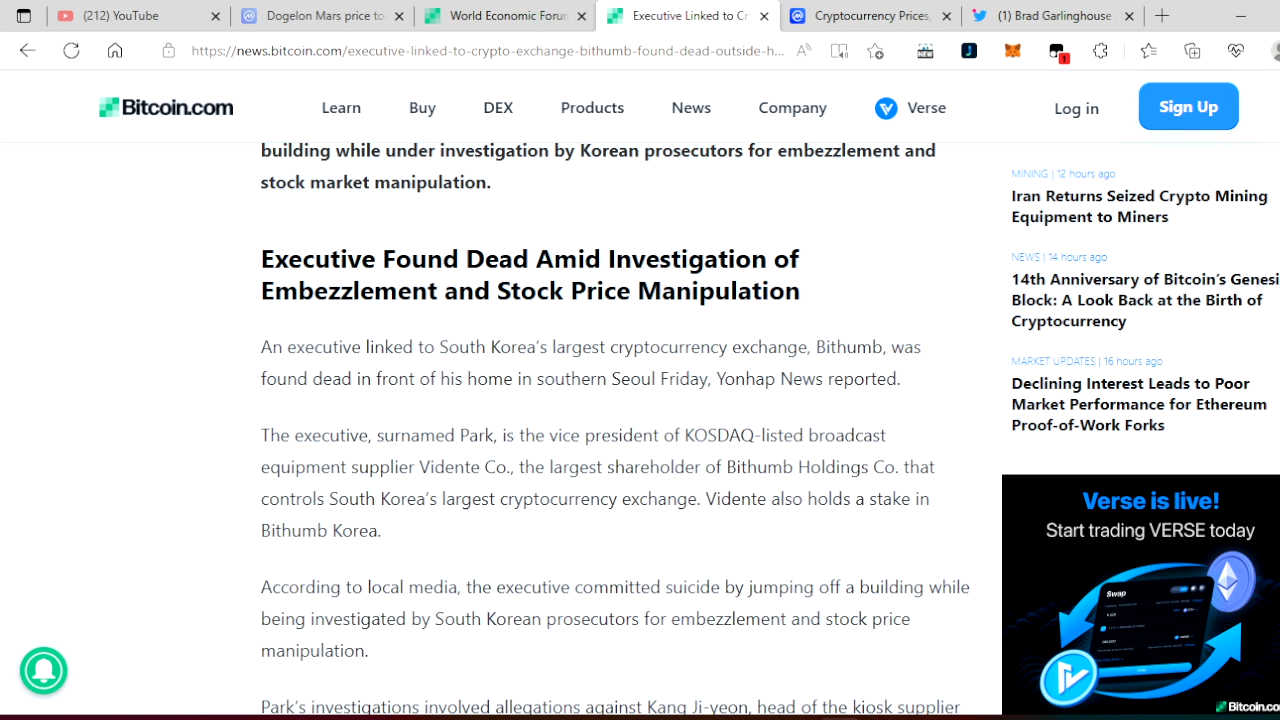 (212) YouTube
Dogelon Mars price to
World Economic Forun
Executive Linked to Cr
Cryptocurrency Prices,
(1) Brad Garlinghouse
https://news.bitcoin.com/executive-linked-to-crypto-exchange-bithumb-found-dead-outside-h...
NEW
J
1
Bitcoin.com
Learn
Buy
DEX
Products
News
Company
Verse
Log in
Sign Up
building while under investigation by Korean prosecutors for embezzlement and
stock market manipulation.
Executive Found Dead Amid Investigation of
Embezzlement and Stock Price Manipulation
An executive linked to South Korea's largest cryptocurrency exchange, Bithumb, was
found dead in front of his home in southern Seoul Friday, Yonhap News reported.
The executive, surnamed Park, is the vice president of KOSDAQ-listed broadcast
equipment supplier Vidente Co., the largest shareholder of Bithumb Holdings Co. that
controls South Korea's largest cryptocurrency exchange. Vidente also holds a stake in
Bithumb Korea.
According to local media, the executive committed suicide by jumping off a building while
being investigated by South Korean prosecutors for embezzlement and stock price
manipulation.
Park's investigations involved allegations against Kang Ji-yeon, head of the kiosk supplier
MINING | 12 hours ago
Iran Returns Seized Crypto Mining
Equipment to Miners
NEWS | 14 hours ago
14th Anniversary of Bitcoin's Genesi
Block: A Look Back at the Birth of
Cryptocurrency
MARKET UPDATES | 16 hours ago
Declining Interest Leads to Poor
Market Performance for Ethereum
Proof-of-Work Forks
Verse is live!
Start trading VERSE today
Swap
Bitcoin.co